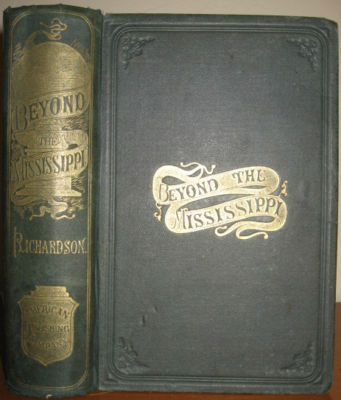 BEYOND
THE
MISSISSIPPI
RICHARDSON.
AMERICAN
PUBLISHING
COMPANY
BEYOND THE
MISSISSIPPI